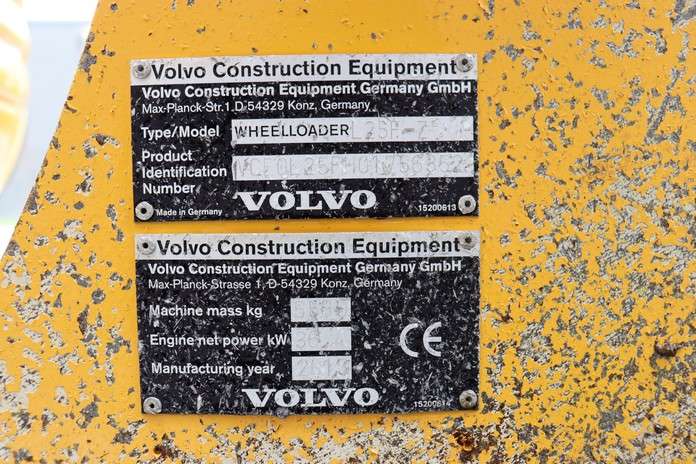 Volvo Construction Equipment
Volvo Construction Equipment Germany GmbH
Max-Planck-Str.1,D-54329 Konz, Germany
Type/Model WHEELLOADER
Product
Identification
Number
VOLVO
Made in Germany
15200613
Volvo Construction Equipment
Volvo Construction Equipment Germany GmbH
Max-Planck-Strasse 1, D-54329 Konz, Germany
Machine mass kg
Engine net power kW
Manufacturing year
CE
VOLVO
15200614